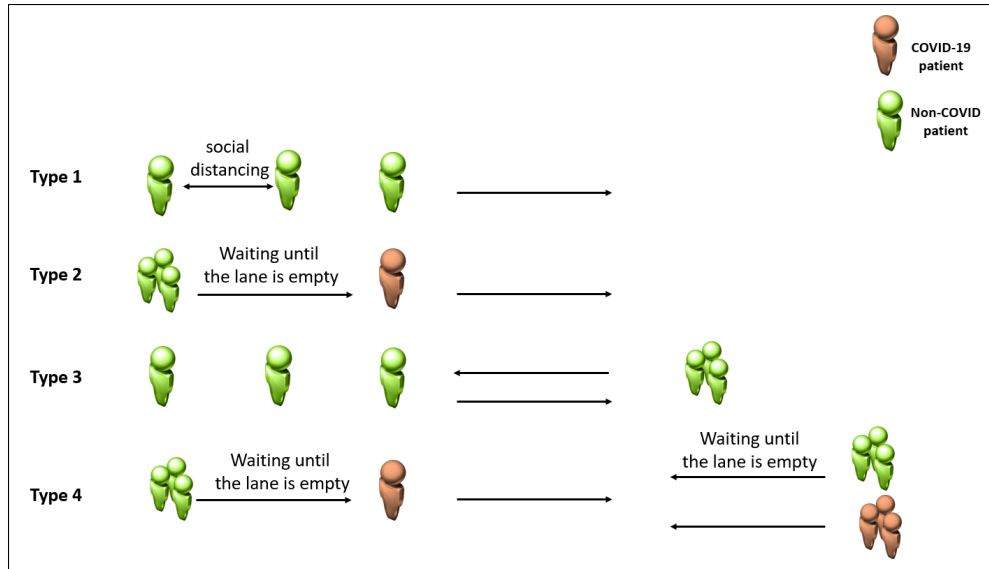 COVID-19
patient
Non-COVID
patient
social
distancing
Type 1
Waiting until
the lane is empty
Type 2
Type 3
Waiting until
the lane is empty
Waiting until
the lane is empty
Type 4